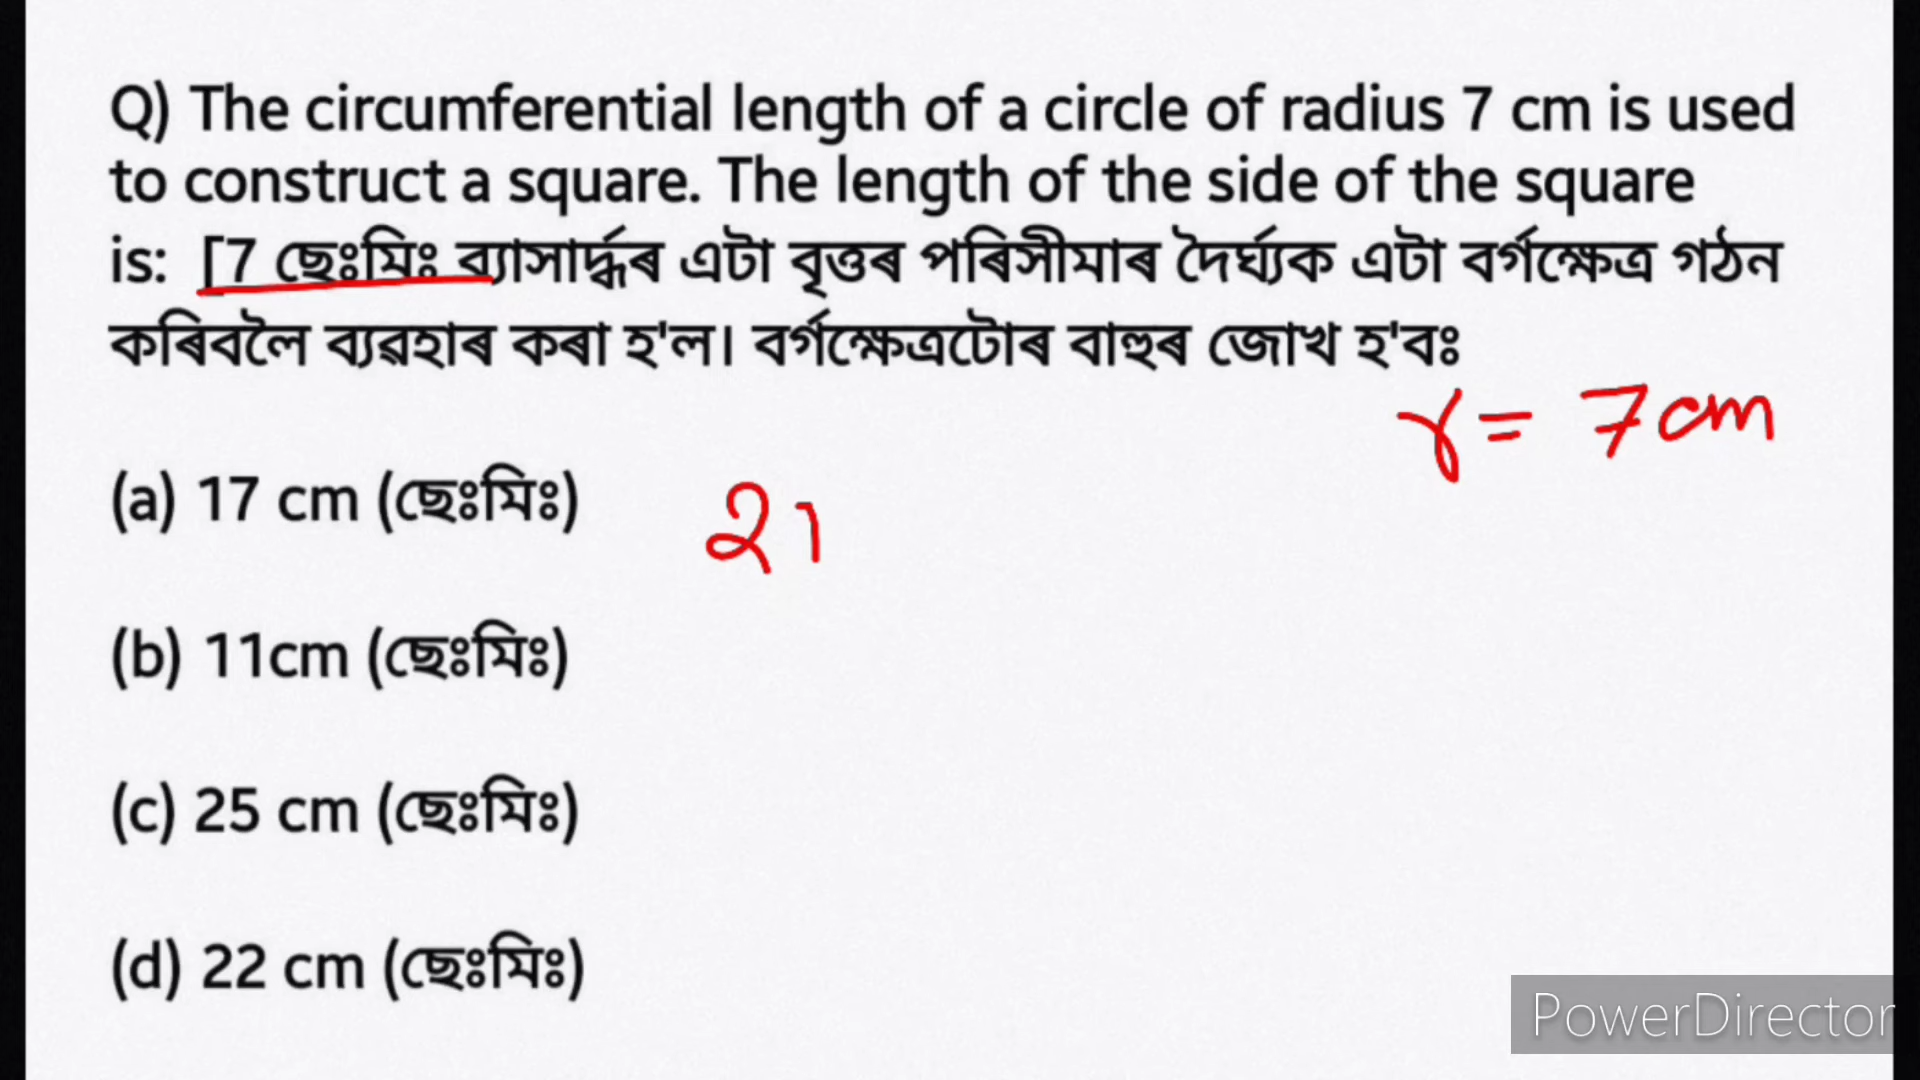 Q) The circumferential length of a circle of radius 7 cm is used
to construct a square. The length of the side of the square
is: [7 ছেঃমিঃ ব্যাসাৰ্দ্ধৰ এটা বৃত্তৰ পৰিসীমাৰ দৈৰ্ঘ্যক এটা বৰ্গক্ষেত্ৰ গঠন
কৰিবলৈ ব্যৱহাৰ কৰা হ'ল। বৰ্গক্ষেত্ৰটোৰ বাহুৰ জোখ হ'বঃ
r = 7cm
(a) 17 cm (ছেঃমিঃ)
(b) 11cm (ছেঃমিঃ)
(c) 25 cm (ছেঃমিঃ)
(d) 22 cm (ছেঃমিঃ)
PowerDirector